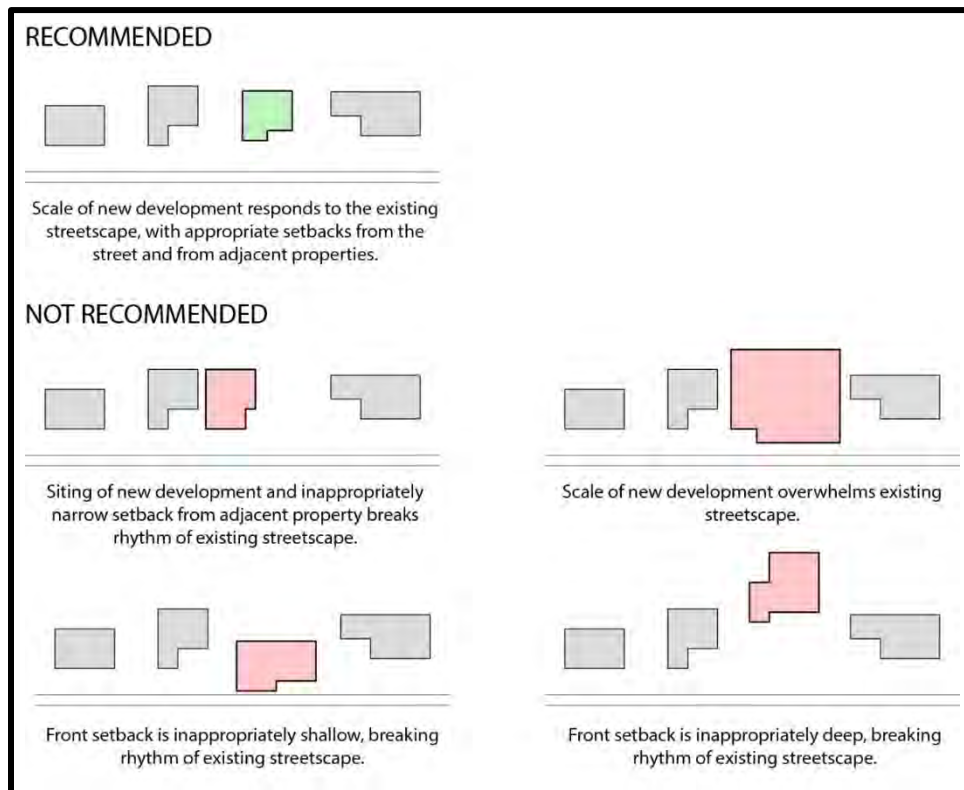 RECOMMENDED
Scale of new development responds to the existing
streetscape, with appropriate setbacks from the
street and from adjacent properties.
NOT RECOMMENDED
Siting of new development and inappropriately
narrow setback from adjacent property breaks
rhythm of existing streetscape.
Scale of new development overwhelms existing
streetscape.
Front setback is inappropriately shallow, breaking
rhythm of existing streetscape.
Front setback is inappropriately deep, breaking
rhythm of existing streetscape.